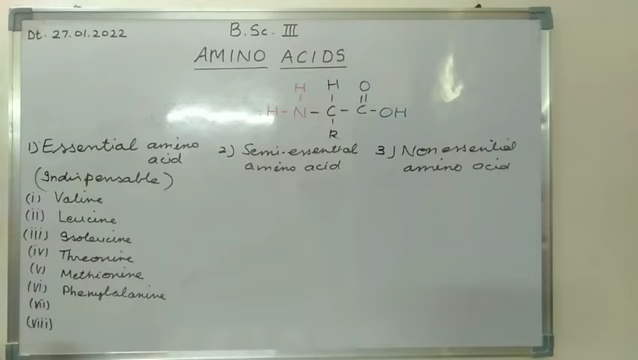 Dt. 27.01.2022
B.Sc. III
AMINO ACIDS
H H O
H-N-C-C-OH
R
1) Essential amino acid
(Indispensable)
(i) Valine
(ii) Leucine
(iii) Isoleucine
(iv) Threonine
(v) Methionine
(vi) Phenylalanine
(vii)
(viii)
2) Semi-essential
amino acid
3) Non essential
amino acid